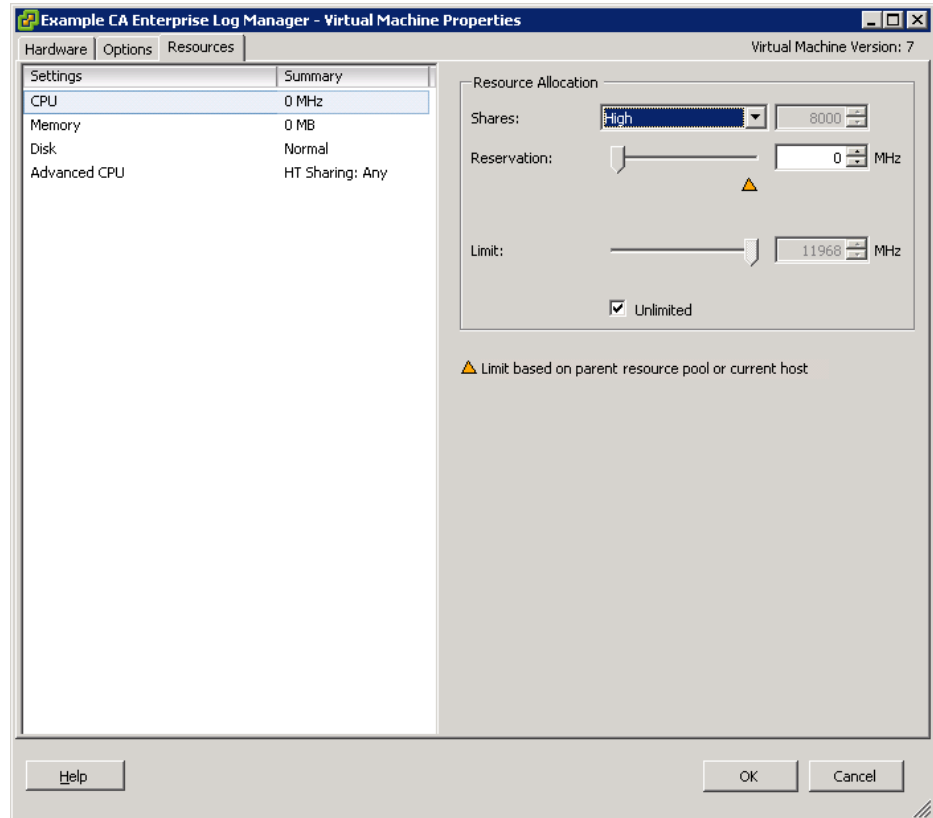 Example CA Enterprise Log Manager - Virtual Machine Properties
Hardware Options Resources Virtual Machine Version: 7
Settings Summary
CPU 0 MHz
Memory 0 MB
Disk Normal
Advanced CPU HT Sharing: Any
Resource Allocation
Shares: High 8000
Reservation: 0 MHz
Limit: 11968 MHz
Unlimited
Limit based on parent resource pool or current host
Help OK Cancel